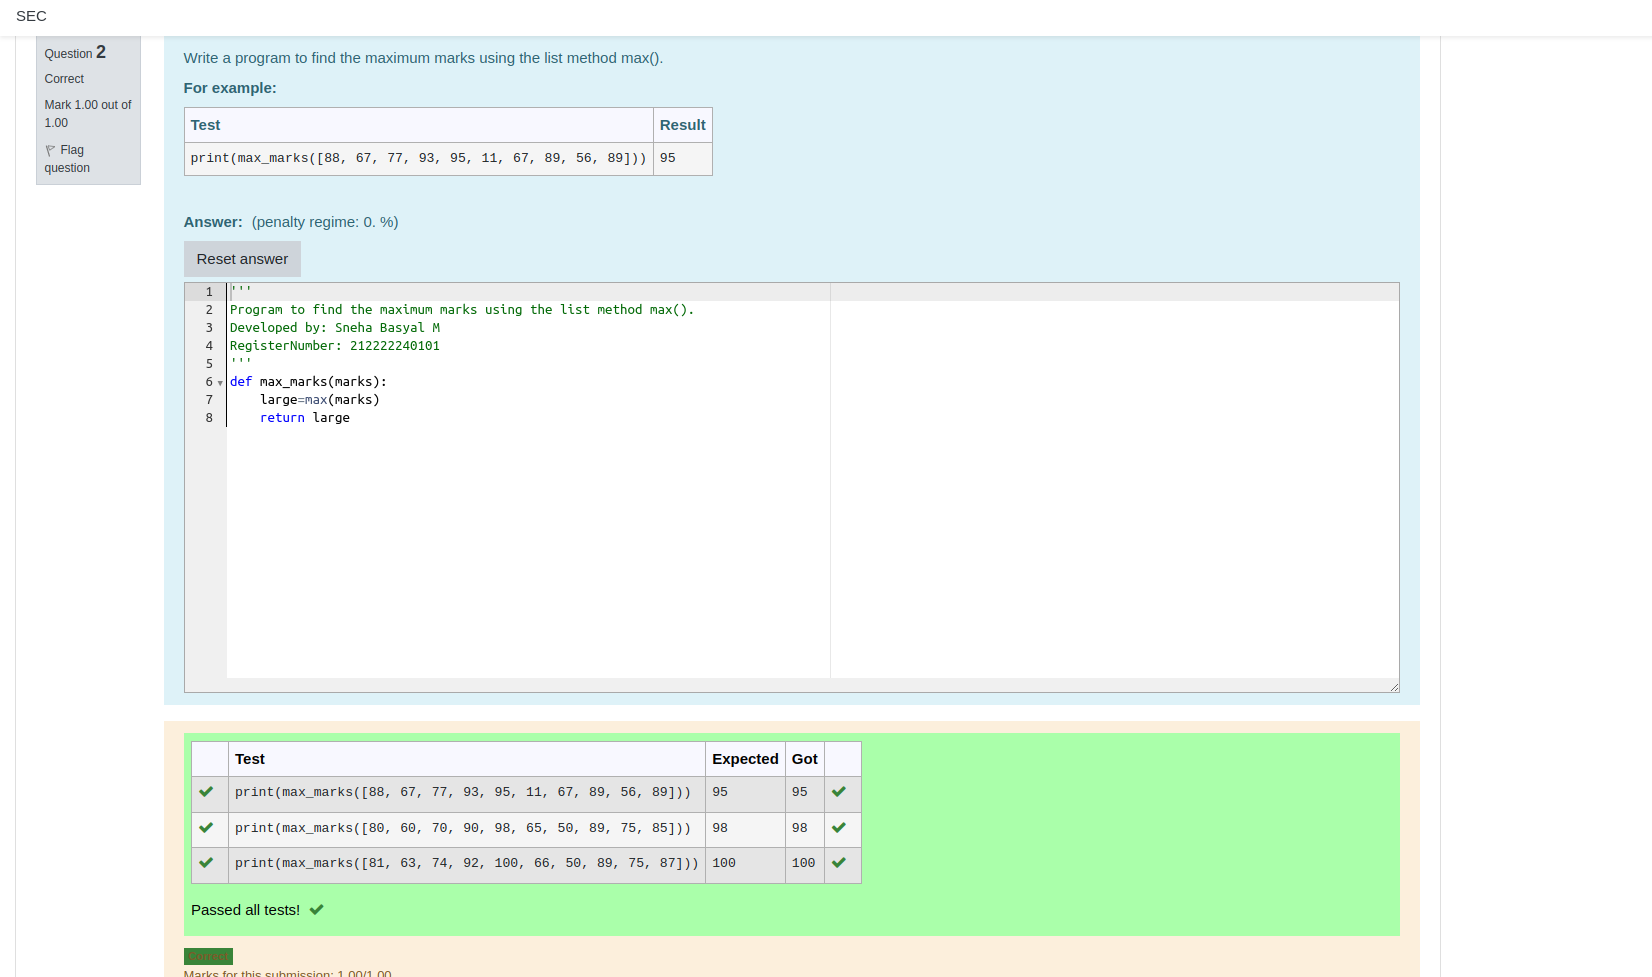 SEC
Question 2
Correct
Mark 1.00 out of
1.00
Flag
question
Write a program to find the maximum marks using the list method max().
For example:
Test Result
print(max_marks([88, 67, 77, 93, 95, 11, 67, 89, 56, 89])) 95
Answer: (penalty regime: 0. %)
Reset answer
1 '''
2 Program to find the maximum marks using the list method max().
3 Developed by: Sneha Basyal M
4 RegisterNumber: 212222240101
5 '''
6 def max_marks(marks):
7     large=max(marks)
8     return large
Test Expected Got
print(max_marks([88, 67, 77, 93, 95, 11, 67, 89, 56, 89])) 95 95
print(max_marks([80, 60, 70, 90, 98, 65, 50, 89, 75, 85])) 98 98
print(max_marks([81, 63, 74, 92, 100, 66, 50, 89, 75, 87])) 100 100
Passed all tests!
Correct
Marks for this submission: 1.00/1.00